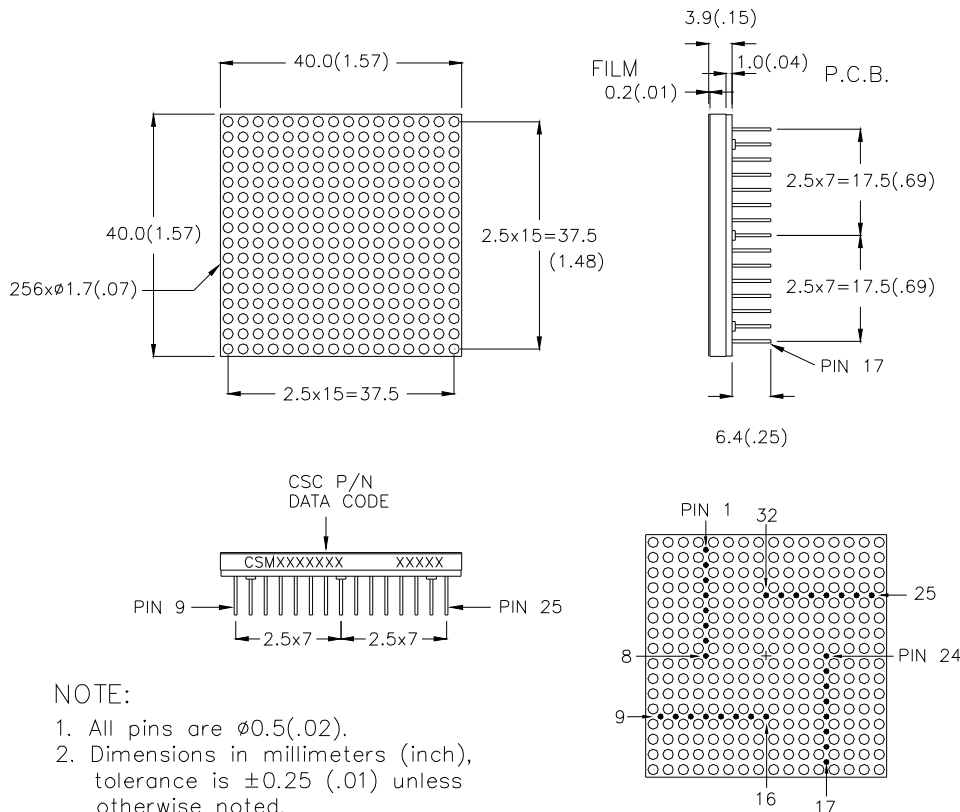 3.9(.15)
40.0(1.57)
FILM
1.0(.04)
P.C.B.
0.2(.01)
2.5x7=17.5(.69)
40.0(1.57)
2.5x15=37.5
(1.48)
256xø1.7(.07)
2.5x7=17.5(.69)
PIN 17
2.5x15=37.5
6.4(.25)
CSC P/N
DATA CODE
PIN 1
32
CSMXXXXXXX XXXXX
PIN 9
PIN 25
25
2.5x7
2.5x7
8
PIN 24
9
16
17
NOTE:
1. All pins are ø0.5(.02).
2. Dimensions in millimeters (inch),
tolerance is ±0.25 (.01) unless
otherwise noted.